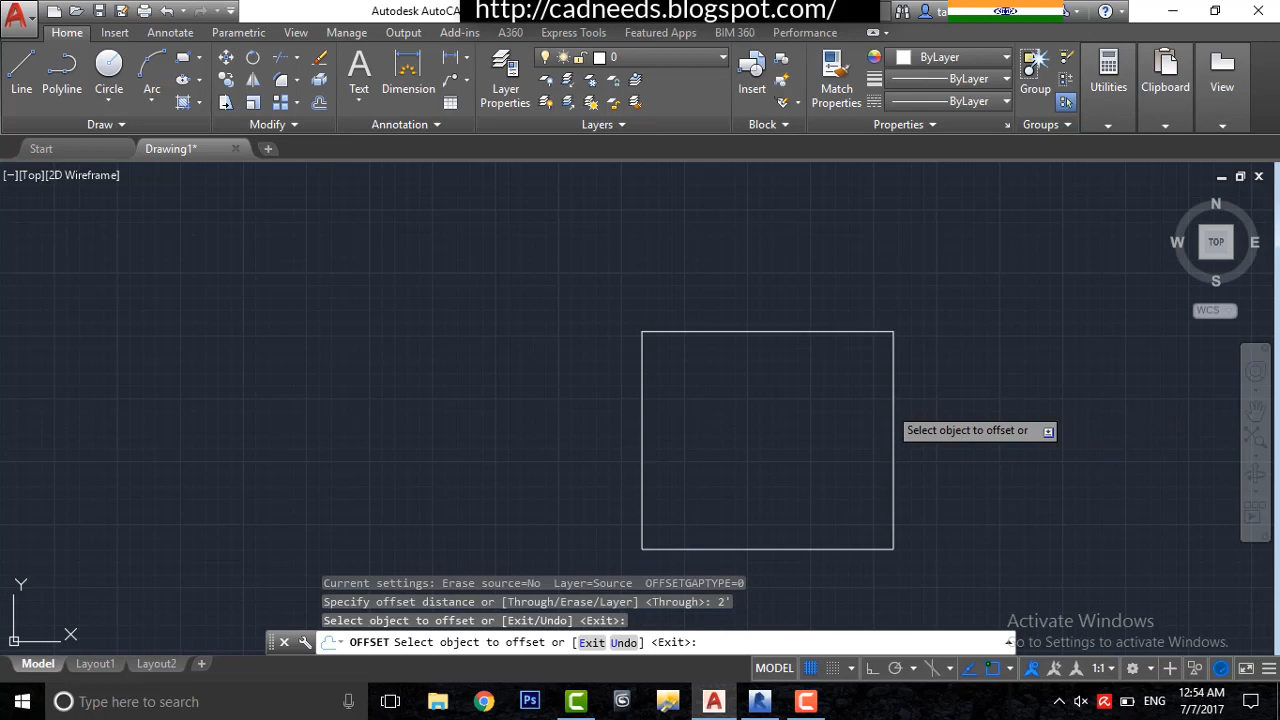 Autodesk AutoCA
http://cadneeds.blogspot.com/
ta
Home Insert Annotate Parametric View Manage Output Add-ins A360 Express Tools Featured Apps BIM 360 Performance
Line Polyline Circle Arc
Text Dimension
Layer Properties
0
Insert
Match Properties
ByLayer
ByLayer
ByLayer
Group
Utilities
Clipboard
View
Draw Modify Annotation Layers Block Properties Groups
Start Drawing1*
[−][Top][2D Wireframe]
N
W TOP E
S
WCS
Select object to offset or
Y
X
Current settings: Erase source=No Layer=Source OFFSETGAPTYPE=0
Specify offset distance or [Through/Erase/Layer] <Through>: 2'
Select object to offset or [Exit/Undo] <Exit>:
OFFSET Select object to offset or [Exit Undo] <Exit>:
Activate Windows
Go to Settings to activate Windows.
Model Layout1 Layout2
MODEL 1:1
Type here to search
Ps
ENG
12:54 AM
7/7/2017